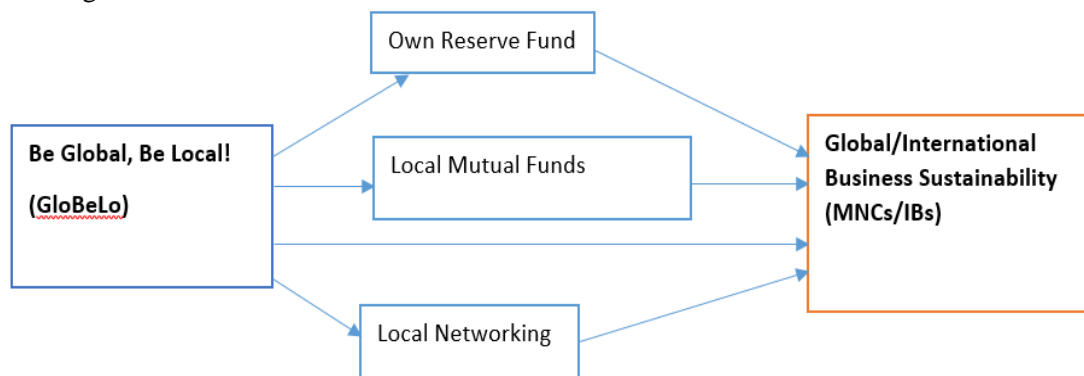 Own Reserve Fund
Be Global, Be Local!
(GloBeLo)
Local Mutual Funds
Global/International
Business Sustainability
(MNCs/IBs)
Local Networking